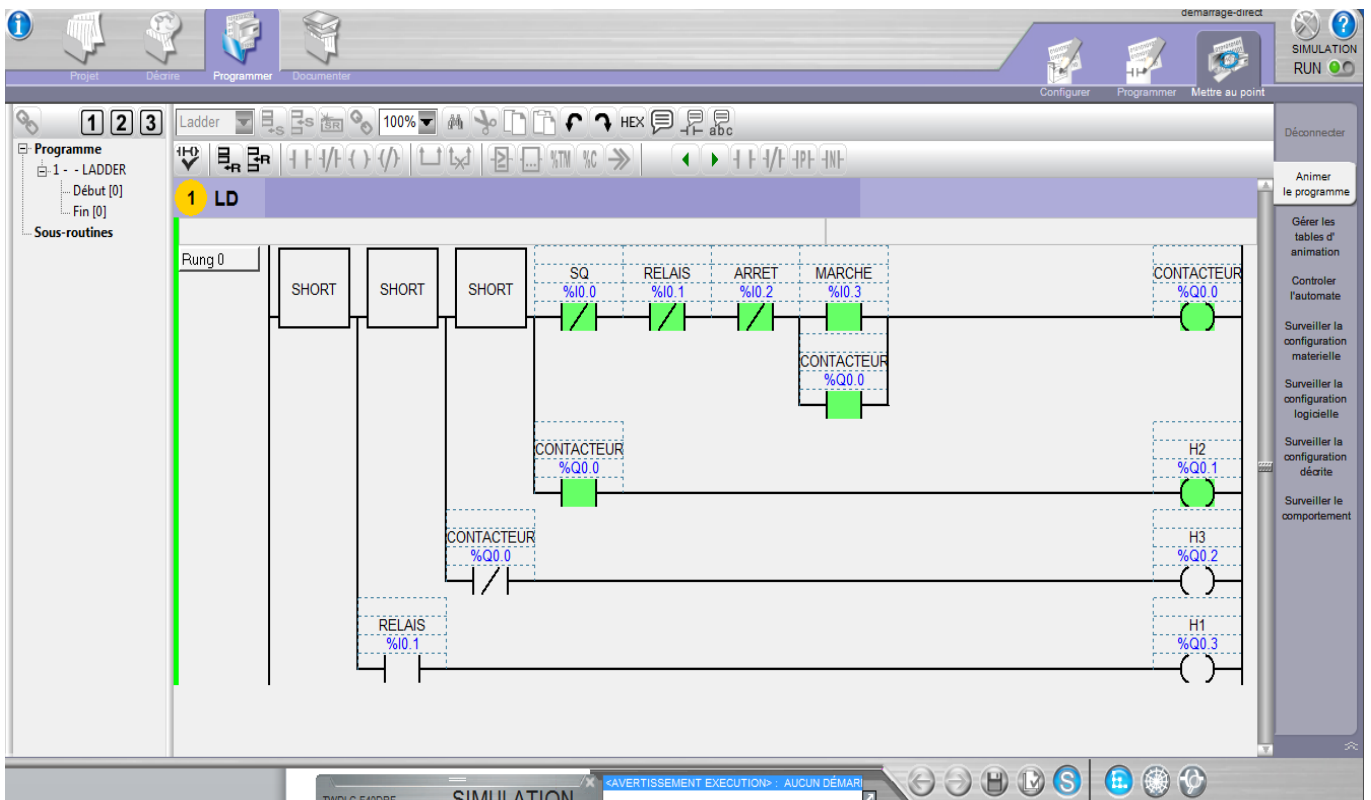 demarrage-direct
Projet Décrire Programmer Documenter
Configurer Programmer Mettre au point
SIMULATION
RUN
1 2 3
Ladder 100% HEX abc
%TM %C
Programme
1 - - LADDER
Début [0]
Fin [0]
Sous-routines
1 LD
Rung 0
SHORT SHORT SHORT
SQ RELAIS ARRET MARCHE CONTACTEUR
%I0.0 %I0.1 %I0.2 %I0.3 %Q0.0
CONTACTEUR
%Q0.0
CONTACTEUR H2
%Q0.0 %Q0.1
CONTACTEUR H3
%Q0.0 %Q0.2
RELAIS H1
%I0.1 %Q0.3
Déconnecter
Animer
le programme
Gérer les
tables d'
animation
Controler
l'automate
Surveiller la
configuration
materielle
Surveiller la
configuration
logicielle
Surveiller la
configuration
décrite
Surveiller le
comportement
SIMULATION
<AVERTISSEMENT EXECUTION> : AUCUN DÉMAR